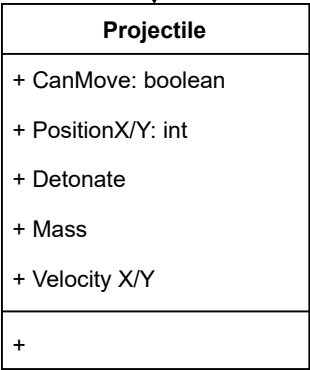 Projectile
+ CanMove: boolean
+ PositionX/Y: int
+ Detonate
+ Mass
+ Velocity X/Y
+